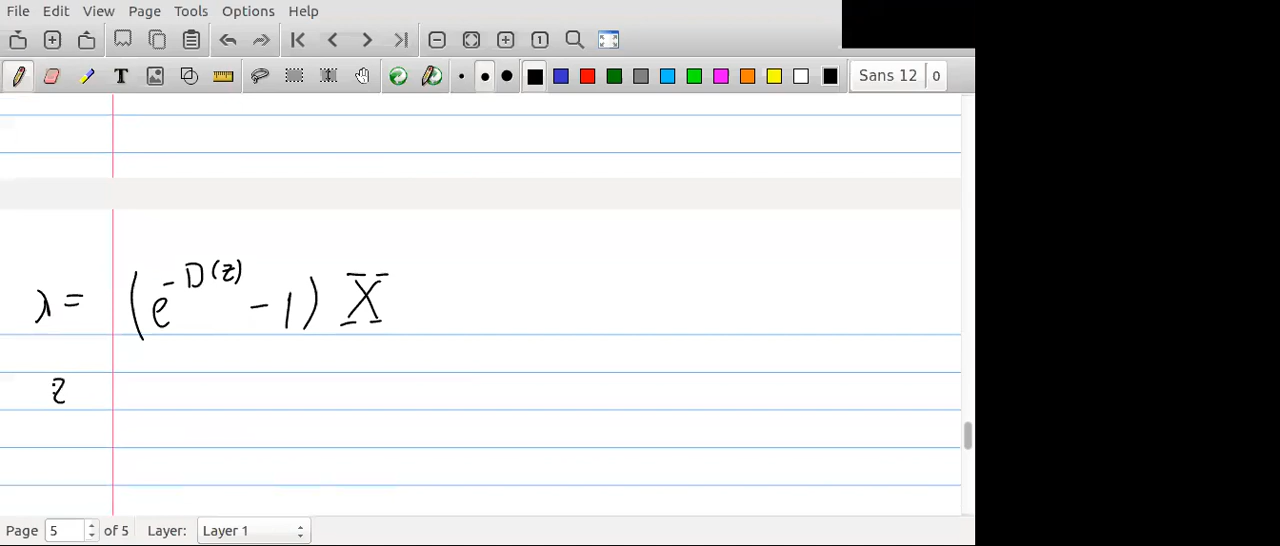 File Edit View Page Tools Options Help
Sans 12 0
λ = (e^{-D(z)} - 1) X
z
Page 5 of 5 Layer: Layer 1